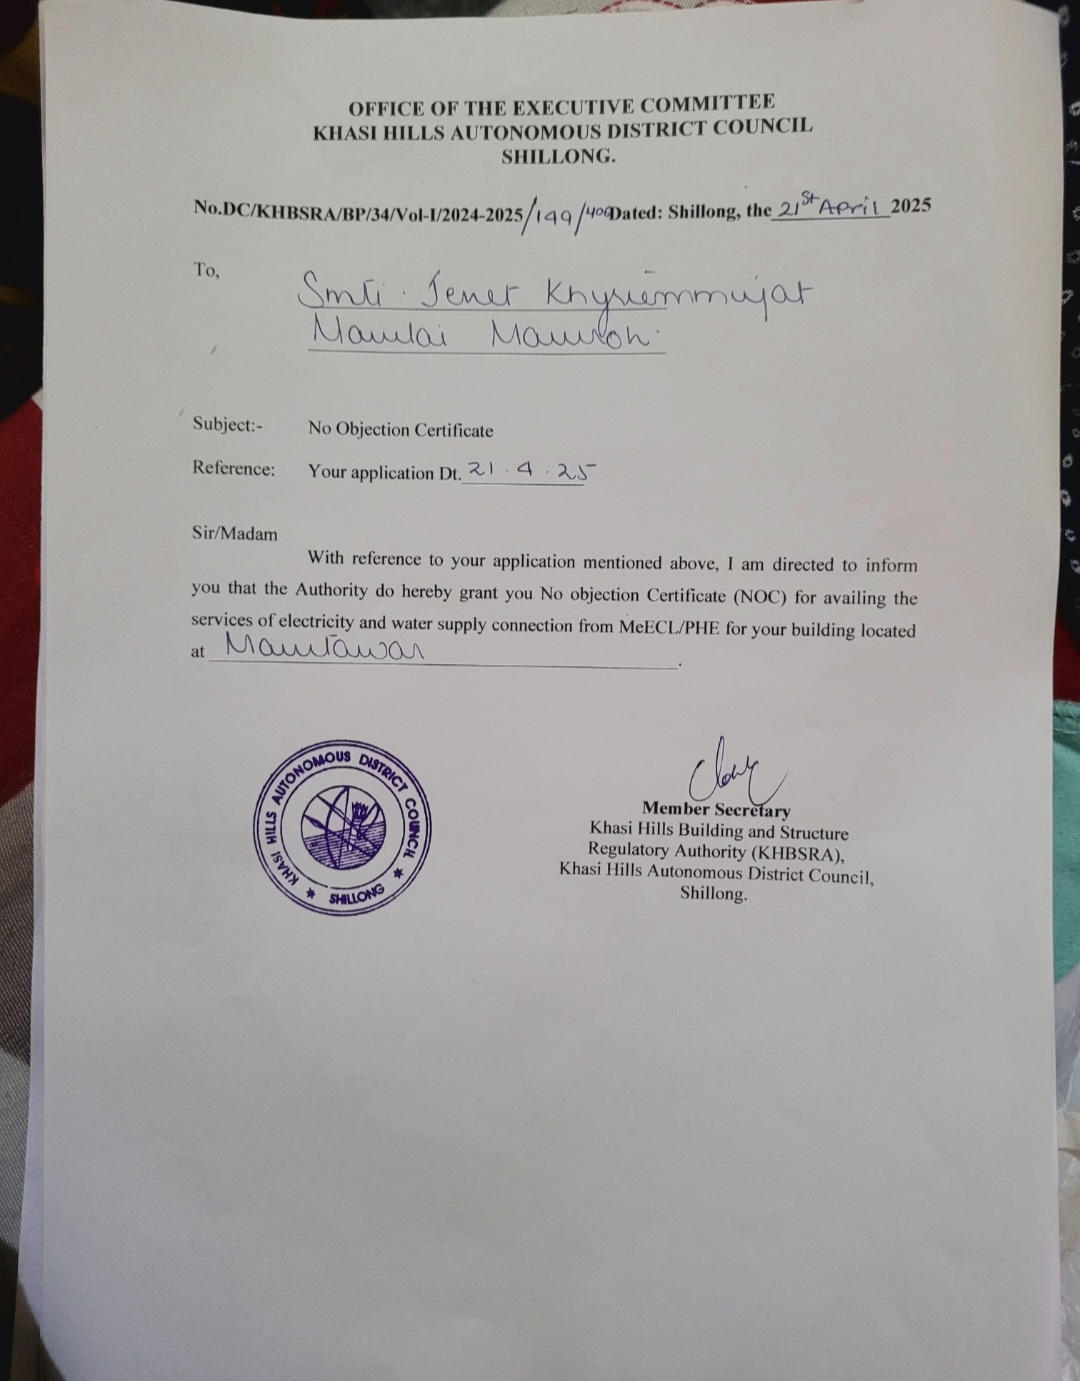 OFFICE OF THE EXECUTIVE COMMITTEE
KHASI HILLS AUTONOMOUS DISTRICT COUNCIL
SHILLONG.
No.DC/KHBSRA/BP/34/Vol-I/2024-2025/149/400 Dated: Shillong, the 21st April 2025
To,
Smti. Jenet Khyriemmujat
Mawlai Mawroh.
Subject:- No Objection Certificate
Reference: Your application Dt. 21.4.25
Sir/Madam
With reference to your application mentioned above, I am directed to inform
you that the Authority do hereby grant you No objection Certificate (NOC) for availing the
services of electricity and water supply connection from MeECL/PHE for your building located
at Mawtawar.
KHASI HILLS AUTONOMOUS DISTRICT COUNCIL
SHILLONG
Member Secretary
Khasi Hills Building and Structure
Regulatory Authority (KHBSRA),
Khasi Hills Autonomous District Council,
Shillong.